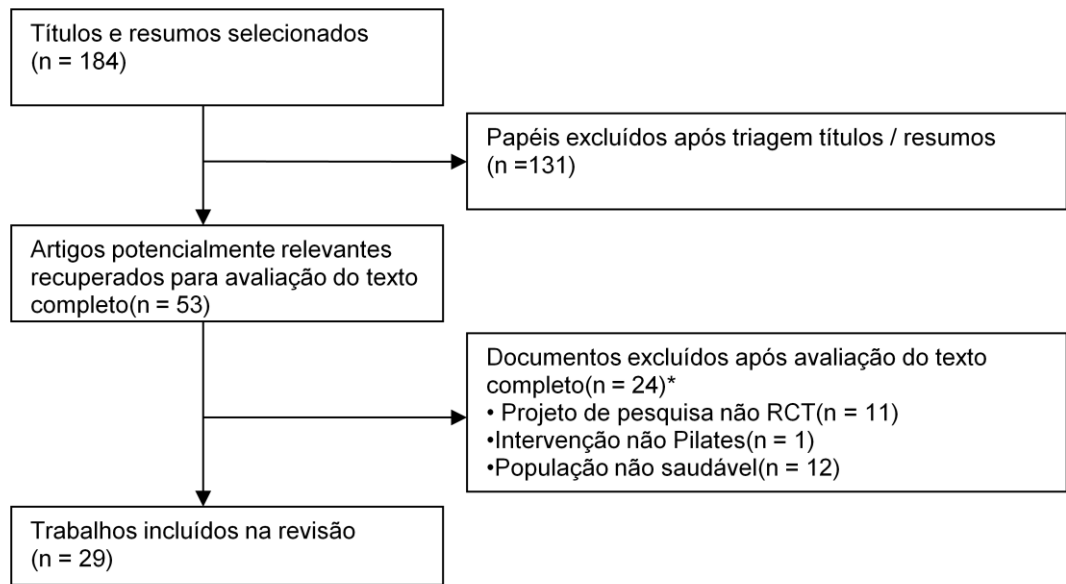 Títulos e resumos selecionados
(n = 184)
Papéis excluídos após triagem títulos / resumos
(n =131)
Artigos potencialmente relevantes
recuperados para avaliação do texto
completo(n = 53)
Documentos excluídos após avaliação do texto
completo(n = 24)*
• Projeto de pesquisa não RCT(n = 11)
•Intervenção não Pilates(n = 1)
•População não saudável(n = 12)
Trabalhos incluídos na revisão
(n = 29)